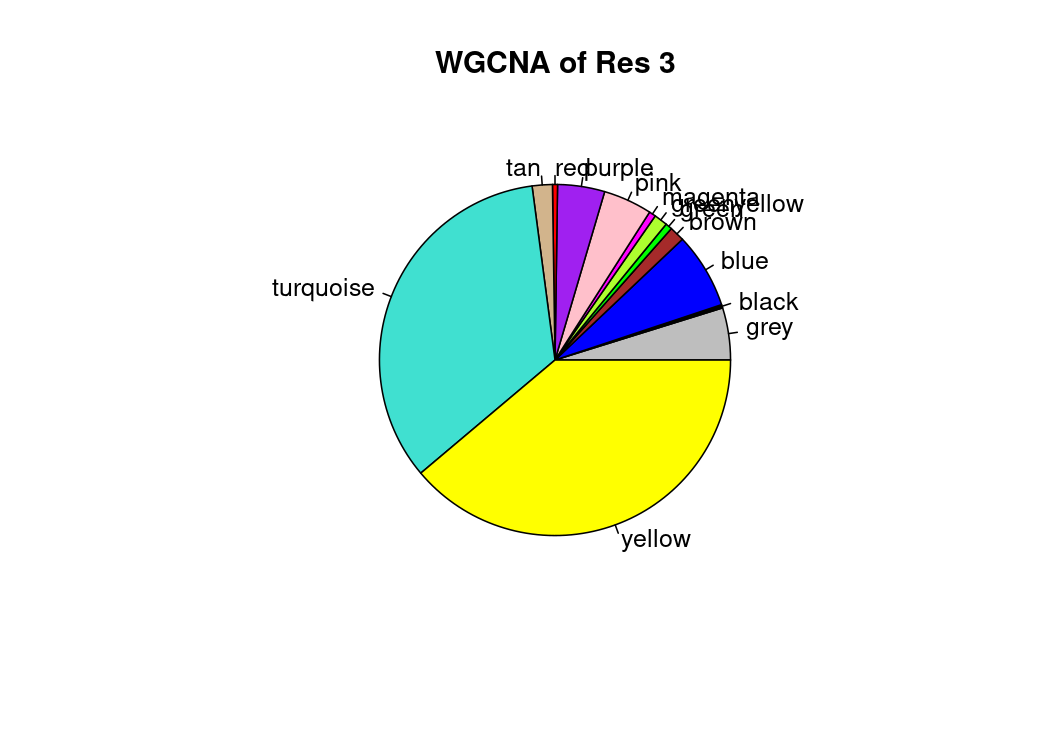 WGCNA of Res 3
tan
red
purple
pink
magenta
greenyellow
green
brown
blue
turquoise
black
grey
yellow